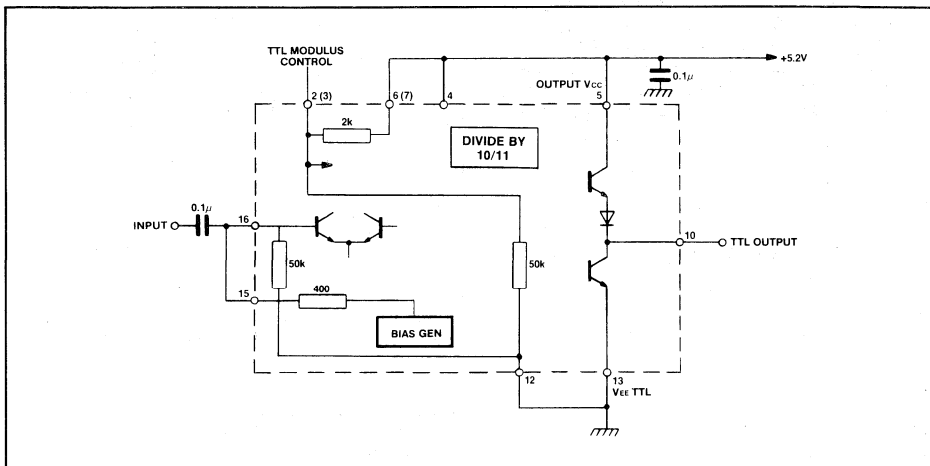 TTL MODULUS
CONTROL
+5.2V
0.1μ
OUTPUT VCC
2 (3)
6 (7)
4
5
2k
DIVIDE BY
10/11
0.1μ
INPUT
16
10
TTL OUTPUT
50k
50k
400
15
BIAS GEN
12
13
VEE TTL